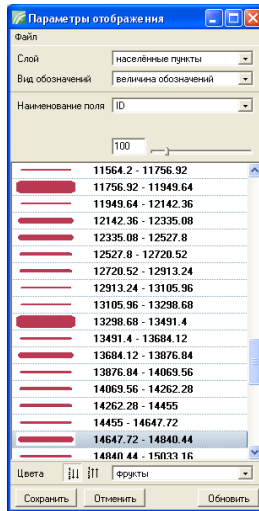 Параметры отображения
Файл
Слой населённые пункты
Вид обозначений величина обозначений
Наименование поля ID
100
11564.2 - 11756.92
11756.92 - 11949.64
11949.64 - 12142.36
12142.36 - 12335.08
12335.08 - 12527.8
12527.8 - 12720.52
12720.52 - 12913.24
12913.24 - 13105.96
13105.96 - 13298.68
13298.68 - 13491.4
13491.4 - 13684.12
13684.12 - 13876.84
13876.84 - 14069.56
14069.56 - 14262.28
14262.28 - 14455
14455 - 14647.72
14647.72 - 14840.44
14840.44 - 15033.16
Цвета фрукты
Сохранить Отменить Обновить